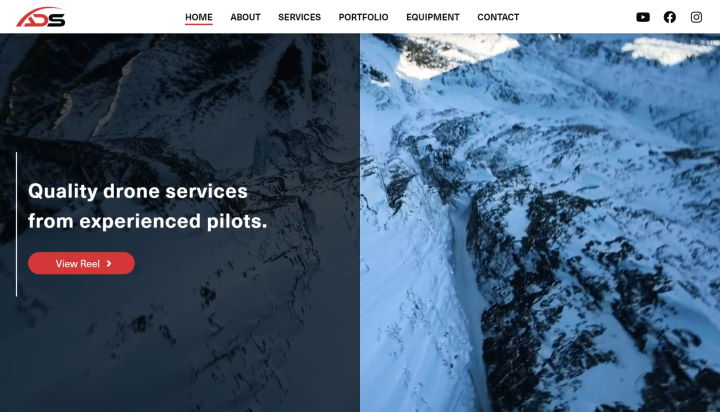 ADS
HOME
ABOUT
SERVICES
PORTFOLIO
EQUIPMENT
CONTACT
Quality drone services
from experienced pilots.
View Reel